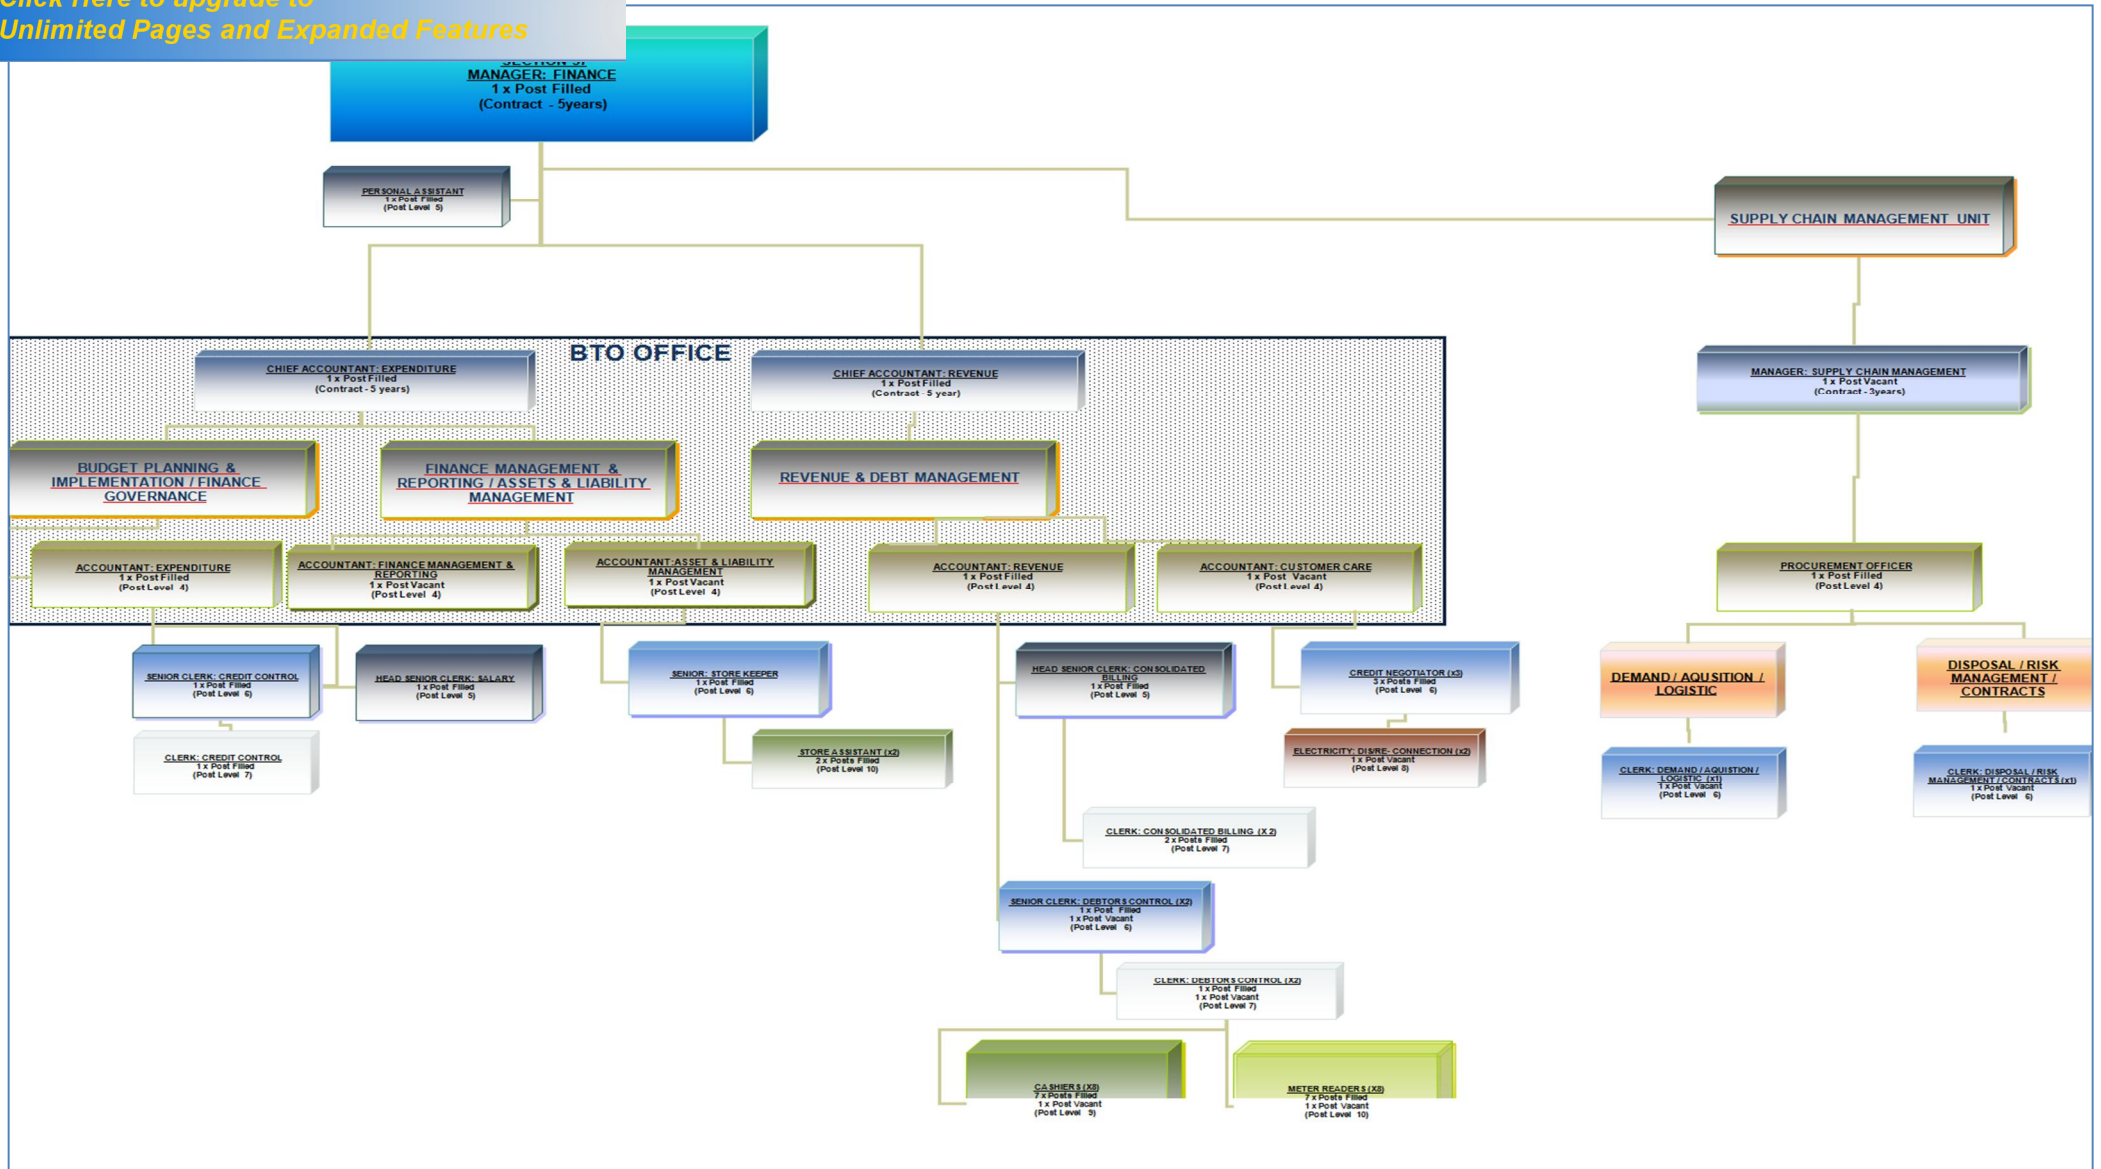 Click Here to upgrade to
Unlimited Pages and Expanded Features
SECTION 57
MANAGER: FINANCE
1 x Post Filled
(Contract - 5years)
PERSONAL ASSISTANT
1 x Post Filled
(Post Level 5)
SUPPLY CHAIN MANAGEMENT UNIT
BTO OFFICE
CHIEF ACCOUNTANT: EXPENDITURE
1 x Post Filled
(Contract - 5 years)
CHIEF ACCOUNTANT: REVENUE
1 x Post Filled
(Contract - 5 year)
MANAGER: SUPPLY CHAIN MANAGEMENT
1 x Post Vacant
(Contract - 3years)
BUDGET PLANNING &
IMPLEMENTATION / FINANCE
GOVERNANCE
FINANCE MANAGEMENT &
REPORTING / ASSETS & LIABILITY
MANAGEMENT
REVENUE & DEBT MANAGEMENT
ACCOUNTANT: EXPENDITURE
1 x Post Filled
(Post Level 4)
ACCOUNTANT: FINANCE MANAGEMENT &
REPORTING
1 x Post Vacant
(Post Level 4)
ACCOUNTANT:ASSET & LIABILITY
MANAGEMENT
1 x Post Vacant
(Post Level 4)
ACCOUNTANT: REVENUE
1 x Post Filled
(Post Level 4)
ACCOUNTANT: CUSTOMER CARE
1 x Post Vacant
(Post Level 4)
PROCUREMENT OFFICER
1 x Post Filled
(Post Level 4)
SENIOR CLERK: CREDIT CONTROL
1 x Post Filled
(Post Level 6)
HEAD SENIOR CLERK: SALARY
1 x Post Filled
(Post Level 5)
SENIOR: STORE KEEPER
1 x Post Filled
(Post Level 6)
HEAD SENIOR CLERK: CONSOLIDATED
BILLING
1 x Post Filled
(Post Level 5)
CREDIT NEGOTIATOR (x3)
3 x Posts Filled
(Post Level 6)
DEMAND / AQUSITION /
LOGISTIC
DISPOSAL / RISK
MANAGEMENT /
CONTRACTS
CLERK: CREDIT CONTROL
1 x Post Filled
(Post Level 7)
STORE ASSISTANT (x2)
2 x Posts Filled
(Post Level 10)
ELECTRICITY: DIS/RE- CONNECTION (x2)
1 x Post Vacant
(Post Level 8)
CLERK: DEMAND / AQUISTION /
LOGISTIC (x1)
1 x Post Vacant
(Post Level 6)
CLERK: DISPOSAL / RISK
MANAGEMENT / CONTRACTS (x1)
1 x Post Vacant
(Post Level 6)
CLERK: CONSOLIDATED BILLING (X 2)
2 x Posts Filled
(Post Level 7)
SENIOR CLERK: DEBTORS CONTROL (X2)
1 x Post Filled
1 x Post Vacant
(Post Level 6)
CLERK: DEBTORS CONTROL (X2)
1 x Post Filled
1 x Post Vacant
(Post Level 7)
CASHIERS (X8)
7 x Posts Filled
1 x Post Vacant
(Post Level 9)
METER READERS (X8)
7 x Posts Filled
1 x Post Vacant
(Post Level 10)